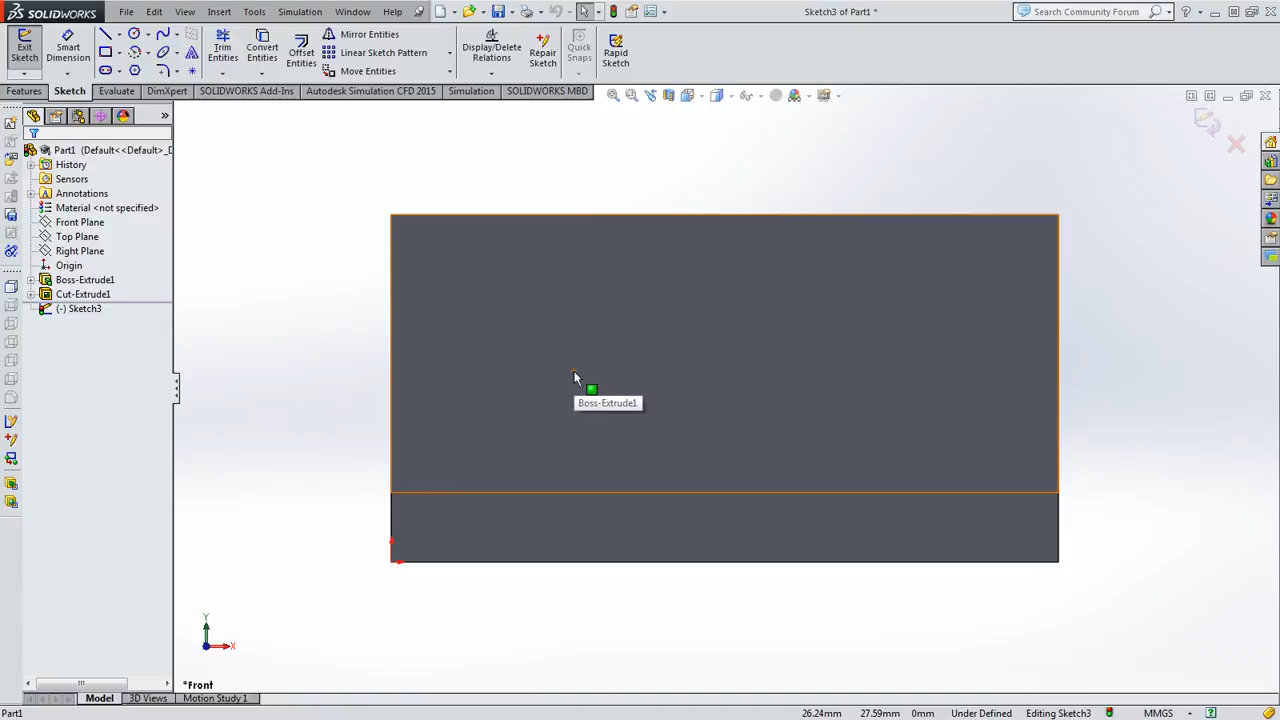 SOLIDWORKS File Edit View Insert Tools Simulation Window Help Sketch3 of Part1 * Search Community Forum
Exit Sketch Smart Dimension Trim Entities Convert Entities Offset Entities Mirror Entities Linear Sketch Pattern Move Entities Display/Delete Relations Repair Sketch Quick Snaps Rapid Sketch
Features Sketch Evaluate DimXpert SOLIDWORKS Add-Ins Autodesk Simulation CFD 2015 Simulation SOLIDWORKS MBD
Part1 (Default<<Default>_D
History
Sensors
Annotations
Material <not specified>
Front Plane
Top Plane
Right Plane
Origin
Boss-Extrude1
Cut-Extrude1
(-) Sketch3
Boss-Extrude1
Y
X
*Front
Model 3D Views Motion Study 1
Part1 26.24mm 27.59mm 0mm Under Defined Editing Sketch3 MMGS